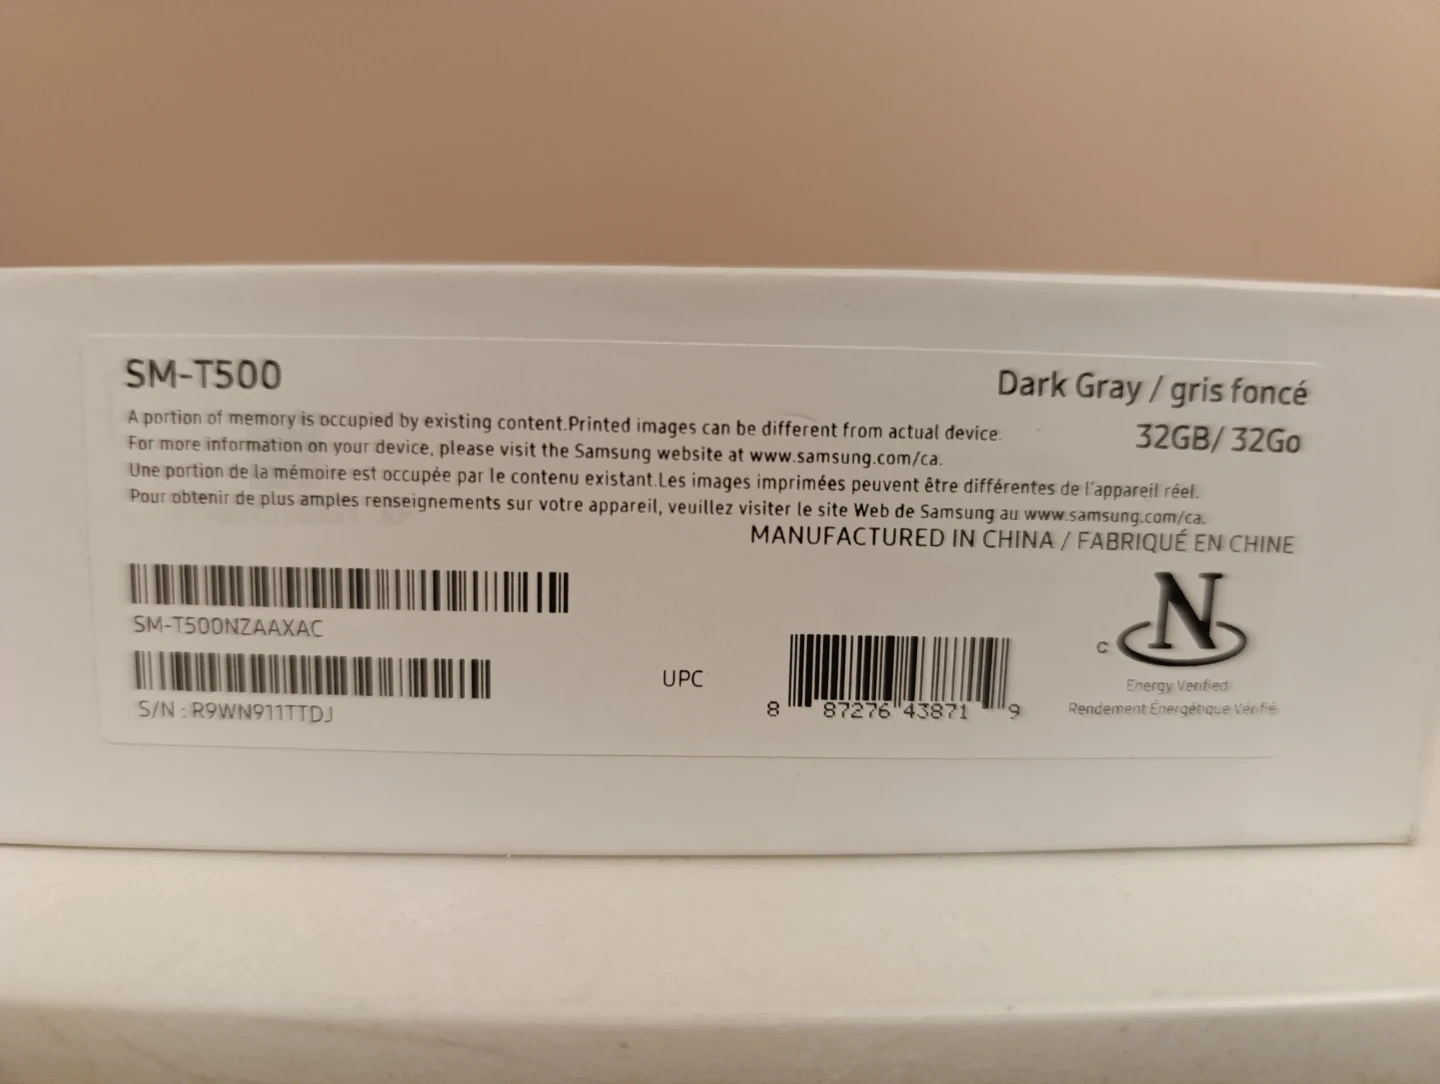 SM-T500
Dark Gray / gris foncé
A portion of memory is occupied by existing content.Printed images can be different from actual device.
32GB/ 32Go
For more information on your device, please visit the Samsung website at www.samsung.com/ca.
Une portion de la mémoire est occupée par le contenu existant.Les images imprimées peuvent être différentes de l'appareil réel.
Pour obtenir de plus amples renseignements sur votre appareil, veuillez visiter le site Web de Samsung au www.samsung.com/ca.
MANUFACTURED IN CHINA / FABRIQUÉ EN CHINE
SM-T500NZAAXAC
S/N : R9WN911TTDJ
UPC
8 87276 43871 9
C N
Energy Verified
Rendement Énergétique Vérifié